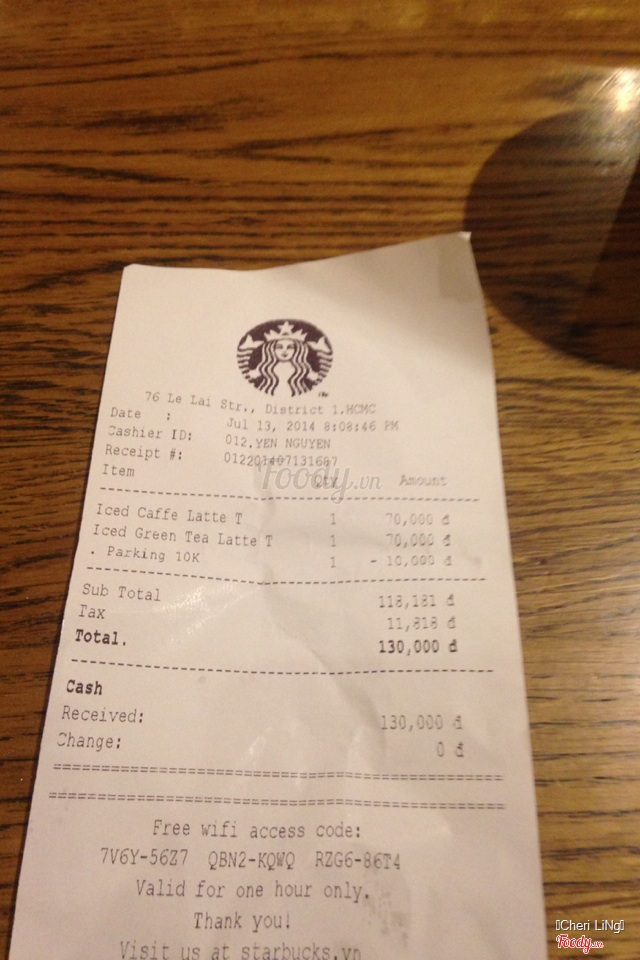 76 Le Lai Str., District 1,HCMC
Date : Jul 13, 2014 8:08:46 PM
Cashier ID: 012.YEN NGUYEN
Receipt #: 012201407131687
Item Qty Amount
Iced Caffe Latte T 1 70,000 đ
Iced Green Tea Latte T 1 70,000 đ
. Parking 10K 1 - 10,000 đ
Sub Total 118,181 đ
Tax 11,818 đ
Total. 130,000 đ
Cash
Received: 130,000 đ
Change: 0 đ
Free wifi access code:
7V6Y-56Z7 QBN2-KQWQ RZG6-86T4
Valid for one hour only.
Thank you!
Visit us at starbucks.vn
Foody.vn
Cheri LiNg
Foody.vn